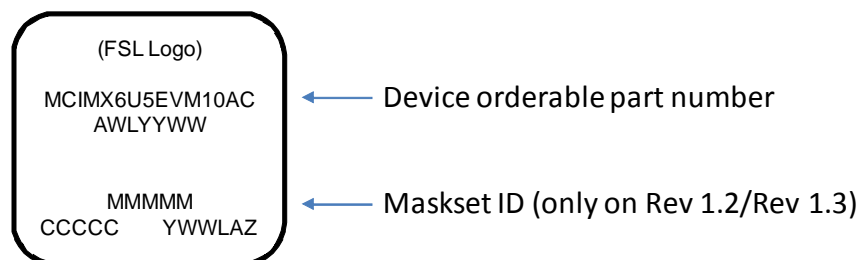 (FSL Logo)
MCIMX6U5EVM10AC
Device orderable part number
AWLYYWW
MMMMM
Maskset ID (only on Rev 1.2/Rev 1.3)
CCCCC YWWLAZ